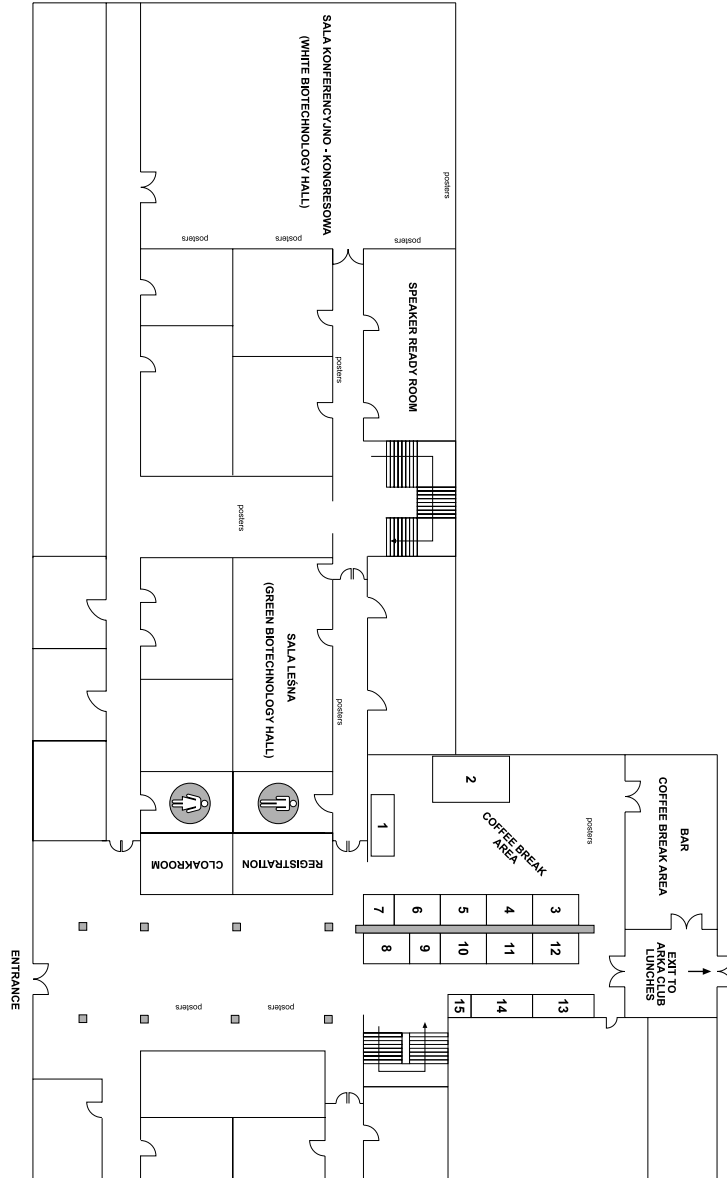 SALA KONFERENCYJNO - KONGRESOWA
(WHITE BIOTECHNOLOGY HALL)
posters
posters
posters
posters
SPEAKER READY ROOM
posters
posters
SALA LEŚNA
(GREEN BIOTECHNOLOGY HALL)
posters
2
1
COFFEE BREAK
AREA
posters
BAR
COFFEE BREAK AREA
CLOAKROOM
REGISTRATION
7
6
5
4
3
8
9
10
11
12
EXIT TO
ARKA CLUB
LUNCHES
15
14
13
ENTRANCE
posters
posters